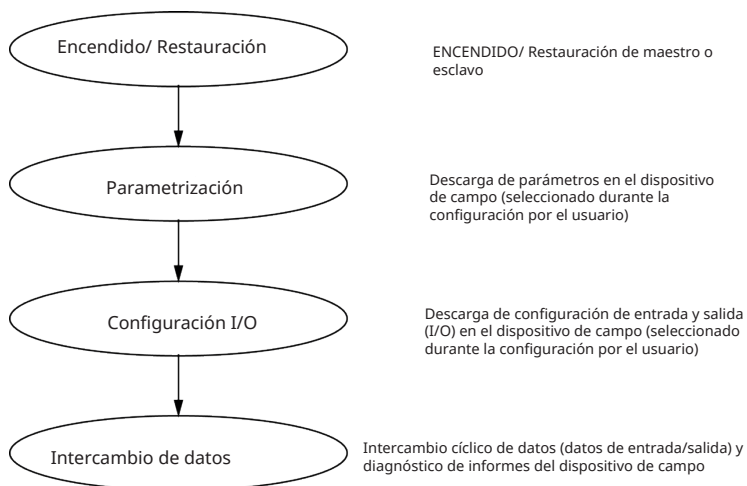 Encendido/ Restauración
ENCENDIDO/ Restauración de maestro o
esclavo
Parametrización
Descarga de parámetros en el dispositivo
de campo (seleccionado durante la
configuración por el usuario)
Configuración I/O
Descarga de configuración de entrada y salida
(I/O) en el dispositivo de campo (seleccionado
durante la configuración por el usuario)
Intercambio de datos
Intercambio cíclico de datos (datos de entrada/salida) y
diagnóstico de informes del dispositivo de campo